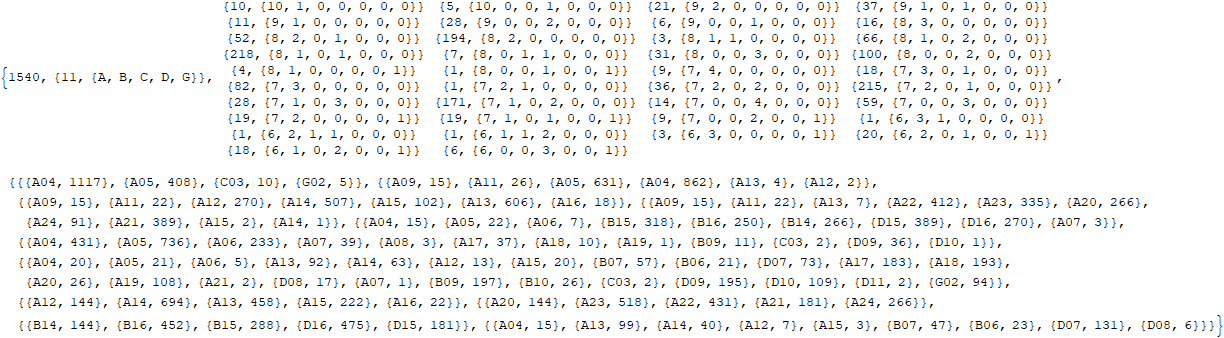 {10, {10, 1, 0, 0, 0, 0, 0}} {5, {10, 0, 0, 1, 0, 0, 0}} {21, {9, 2, 0, 0, 0, 0, 0}} {37, {9, 1, 0, 1, 0, 0, 0}}
{11, {9, 1, 0, 0, 0, 0, 1}} {28, {9, 0, 0, 2, 0, 0, 0}} {6, {9, 0, 0, 1, 0, 0, 1}} {16, {8, 3, 0, 0, 0, 0, 0}}
{52, {8, 2, 0, 1, 0, 0, 0}} {194, {8, 2, 0, 0, 0, 0, 1}} {3, {8, 1, 1, 0, 0, 0, 1}} {66, {8, 1, 0, 2, 0, 0, 0}}
{218, {8, 1, 0, 1, 0, 0, 1}} {7, {8, 0, 1, 1, 0, 0, 1}} {31, {8, 0, 0, 3, 0, 0, 0}} {100, {8, 0, 0, 2, 0, 0, 1}}
{1540, {11, {A, B, C, D, G}}, {4, {8, 1, 0, 0, 0, 0, 1}} {1, {8, 0, 0, 1, 0, 0, 1}} {9, {7, 4, 0, 0, 0, 0, 0}} {18, {7, 3, 0, 1, 0, 0, 0}} ,
{82, {7, 3, 0, 0, 0, 0, 1}} {1, {7, 2, 1, 0, 0, 0, 1}} {36, {7, 2, 0, 2, 0, 0, 0}} {215, {7, 2, 0, 1, 0, 0, 1}}
{28, {7, 1, 0, 3, 0, 0, 0}} {171, {7, 1, 0, 2, 0, 0, 1}} {14, {7, 0, 0, 4, 0, 0, 0}} {59, {7, 0, 0, 3, 0, 0, 1}}
{19, {7, 2, 0, 0, 0, 0, 1}} {19, {7, 1, 0, 1, 0, 0, 1}} {9, {7, 0, 0, 2, 0, 0, 1}} {1, {6, 3, 1, 0, 0, 0, 0}}
{1, {6, 2, 1, 1, 0, 0, 0}} {1, {6, 1, 1, 2, 0, 0, 0}} {3, {6, 3, 0, 0, 0, 0, 1}} {20, {6, 2, 0, 1, 0, 0, 1}}
{18, {6, 1, 0, 2, 0, 0, 1}} {6, {6, 0, 0, 3, 0, 0, 1}}
{{{A04, 1117}, {A05, 408}, {C03, 10}, {G02, 5}}, {{A09, 15}, {A11, 26}, {A05, 631}, {A04, 862}, {A13, 4}, {A12, 2}},
{{A09, 15}, {A11, 22}, {A12, 270}, {A14, 507}, {A15, 102}, {A13, 606}, {A16, 18}}, {{A09, 15}, {A11, 22}, {A13, 7}, {A22, 412}, {A23, 335}, {A20, 266},
{A24, 91}, {A21, 389}, {A15, 2}, {A14, 1}}, {{A04, 15}, {A05, 22}, {A06, 7}, {B15, 318}, {B16, 250}, {B14, 266}, {D15, 389}, {D16, 270}, {A07, 3}},
{{A04, 431}, {A05, 736}, {A06, 233}, {A07, 39}, {A08, 3}, {A17, 37}, {A18, 10}, {A19, 1}, {B09, 11}, {C03, 2}, {D09, 36}, {D10, 1}},
{{A04, 20}, {A05, 21}, {A06, 5}, {A13, 92}, {A14, 63}, {A12, 13}, {A15, 20}, {B07, 57}, {B06, 21}, {D07, 73}, {A17, 183}, {A18, 193},
{A20, 26}, {A19, 108}, {A21, 2}, {D08, 17}, {A07, 1}, {B09, 197}, {B10, 26}, {C03, 2}, {D09, 195}, {D10, 109}, {D11, 2}, {G02, 94}},
{{A12, 144}, {A14, 694}, {A13, 458}, {A15, 222}, {A16, 22}}, {{A20, 144}, {A23, 518}, {A22, 431}, {A21, 181}, {A24, 266}},
{{B14, 144}, {B16, 452}, {B15, 288}, {D16, 475}, {D15, 181}}, {{A04, 15}, {A13, 99}, {A14, 40}, {A12, 7}, {A15, 3}, {B07, 47}, {B06, 23}, {D07, 131}, {D08, 6}}}}